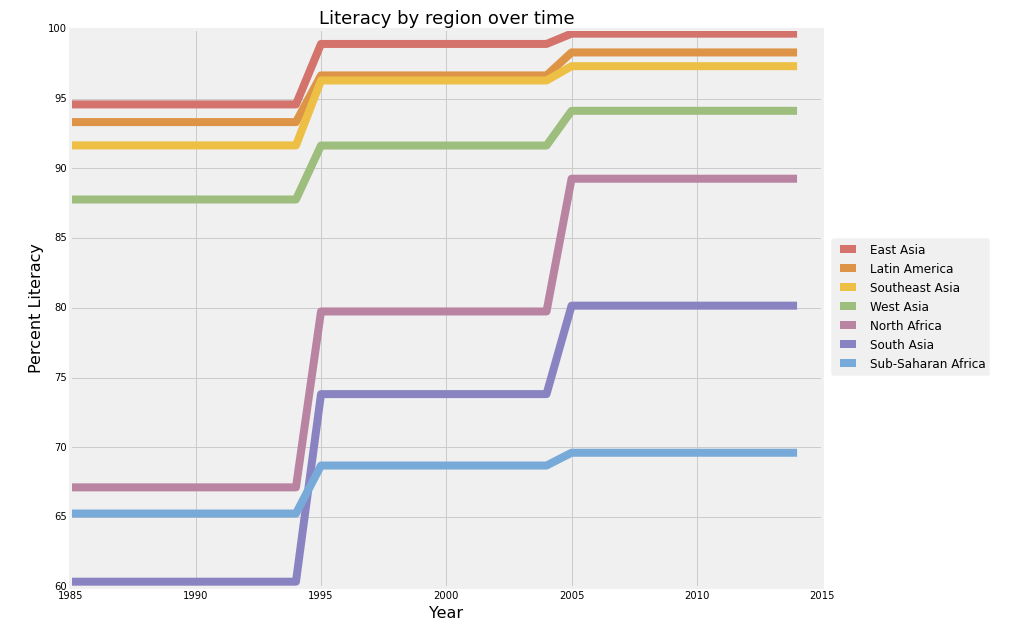 Literacy by region over time
100
95
90
85
80
75
70
65
60
Percent Literacy
1985
1990
1995
2000
2005
2010
2015
Year
East Asia
Latin America
Southeast Asia
West Asia
North Africa
South Asia
Sub-Saharan Africa